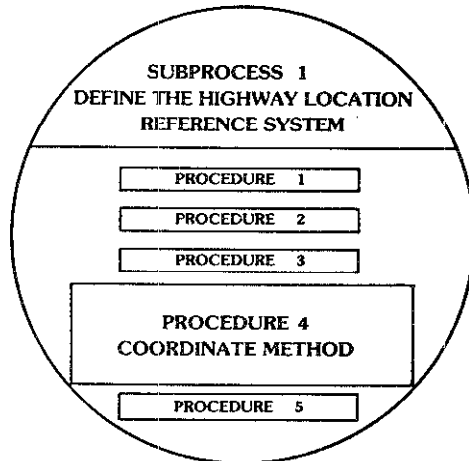 SUBPROCESS 1
DEFINE THE HIGHWAY LOCATION
REFERENCE SYSTEM
PROCEDURE 1
PROCEDURE 2
PROCEDURE 3
PROCEDURE 4
COORDINATE METHOD
PROCEDURE 5